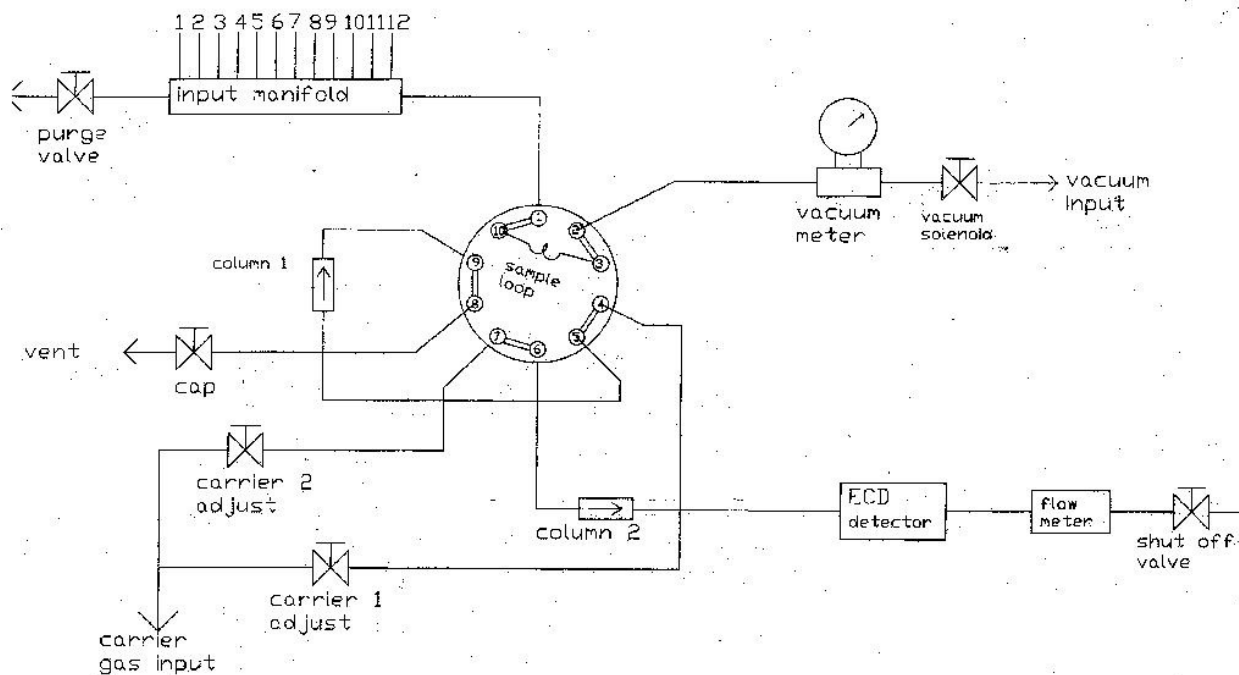 1 2 3 4 5 6 7 8 9 10 11 12
input manifold
purge
valve
vacuum
meter
vacuum
solenoid
vacuum
input
1
2
3
4
5
6
7
8
9
10
sample
loop
column 1
vent
cap
carrier 2
adjust
column 2
ECD
detector
flow
meter
shut off
valve
carrier 1
adjust
carrier
gas input